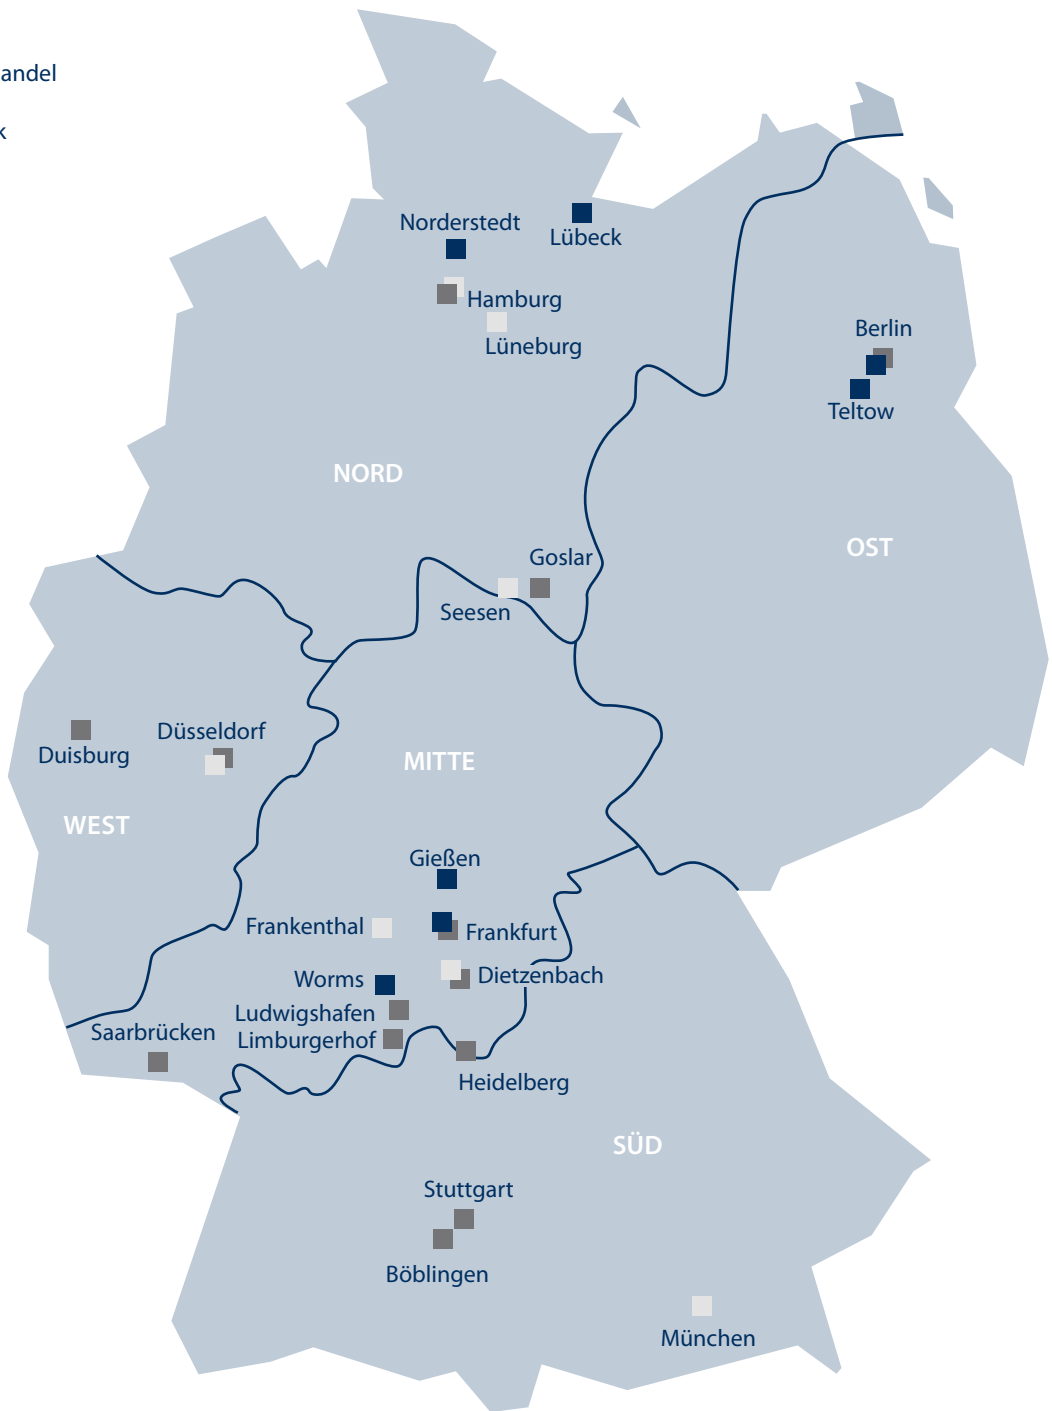 andel
k
Norderstedt
Lübeck
Hamburg
Lüneburg
Berlin
Teltow
NORD
OST
Goslar
Seesen
Düsseldorf
Duisburg
MITTE
WEST
Gießen
Frankenthal
Frankfurt
Worms
Dietzenbach
Ludwigshafen
Saarbrücken
Limburgerhof
Heidelberg
SÜD
Stuttgart
Böblingen
München